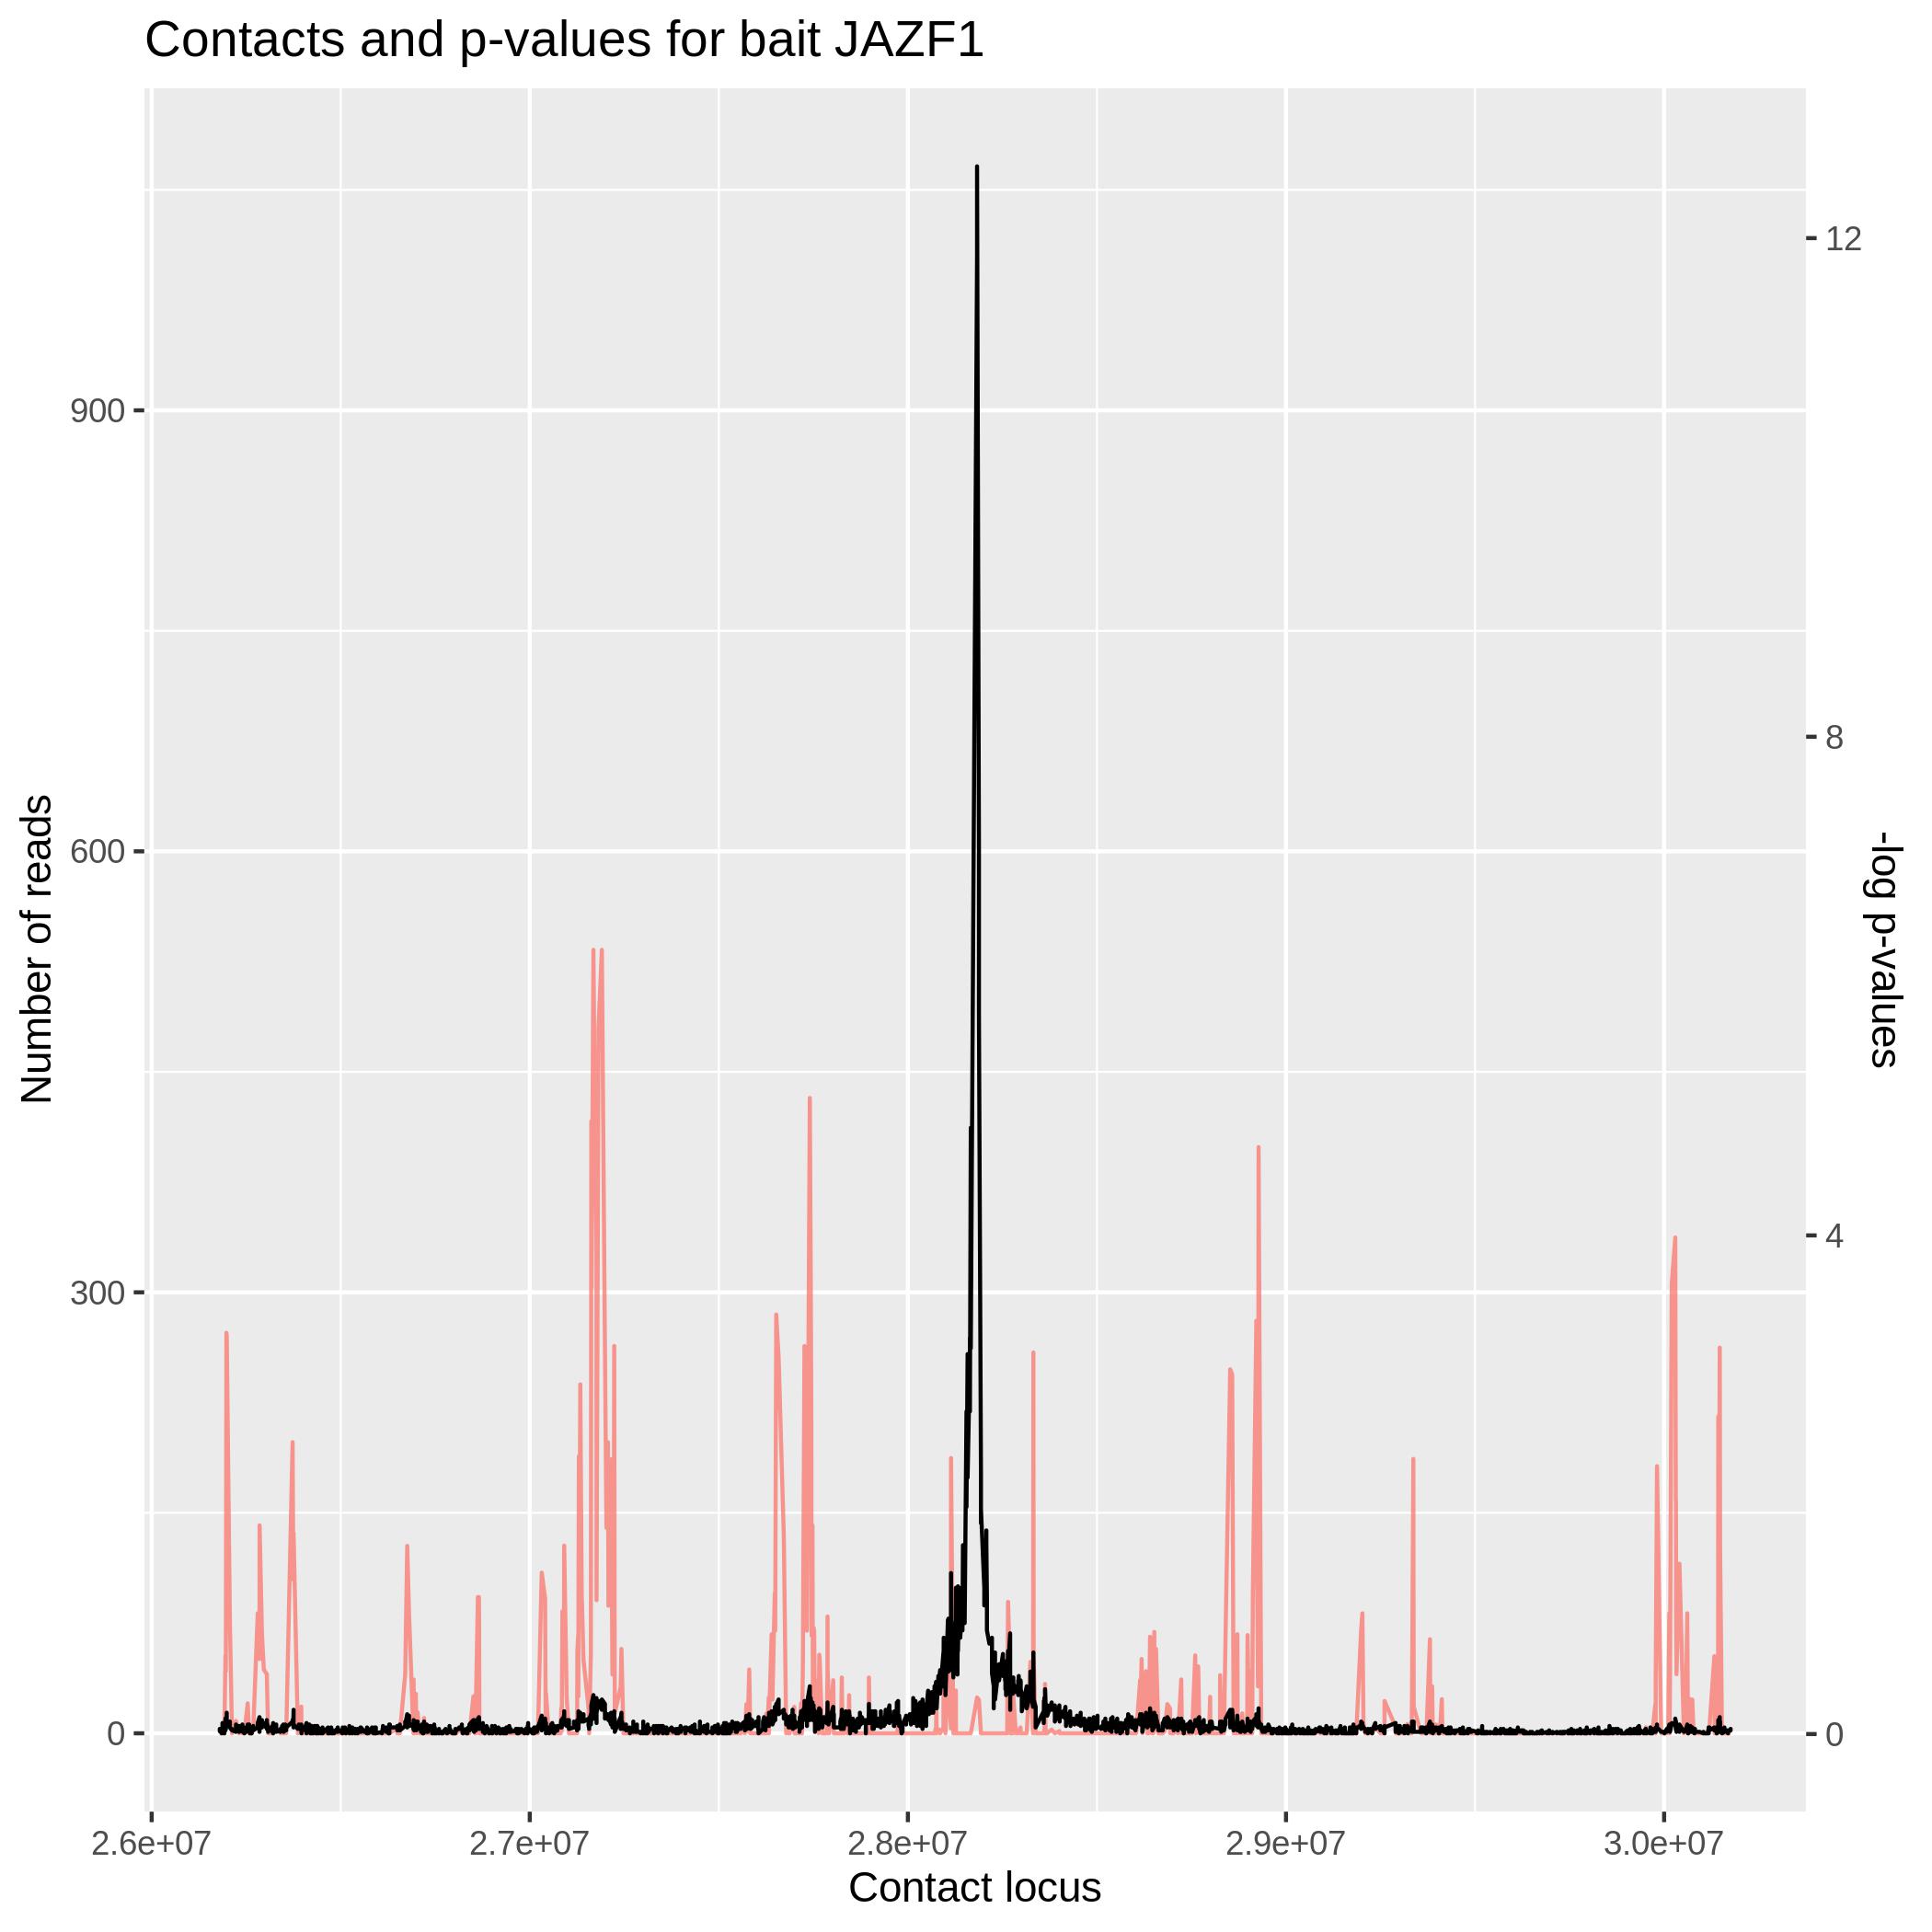 Contacts and p-values for bait JAZF1
Number of reads
900
600
300
0
12
8
4
0
-log p-values
2.6e+07
2.7e+07
2.8e+07
2.9e+07
3.0e+07
Contact locus